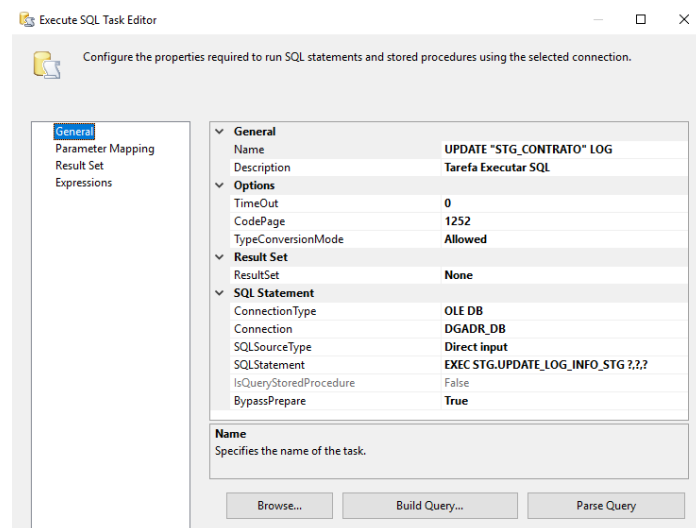 Execute SQL Task Editor
Configure the properties required to run SQL statements and stored procedures using the selected connection.
General
Parameter Mapping
Result Set
Expressions
General
Name UPDATE "STG_CONTRATO" LOG
Description Tarefa Executar SQL
Options
TimeOut 0
CodePage 1252
TypeConversionMode Allowed
Result Set
ResultSet None
SQL Statement
ConnectionType OLE DB
Connection DGADR_DB
SQLSourceType Direct input
SQLStatement EXEC STG.UPDATE_LOG_INFO_STG ?,?,?
IsQueryStoredProcedure False
BypassPrepare True
Name
Specifies the name of the task.
Browse... Build Query... Parse Query